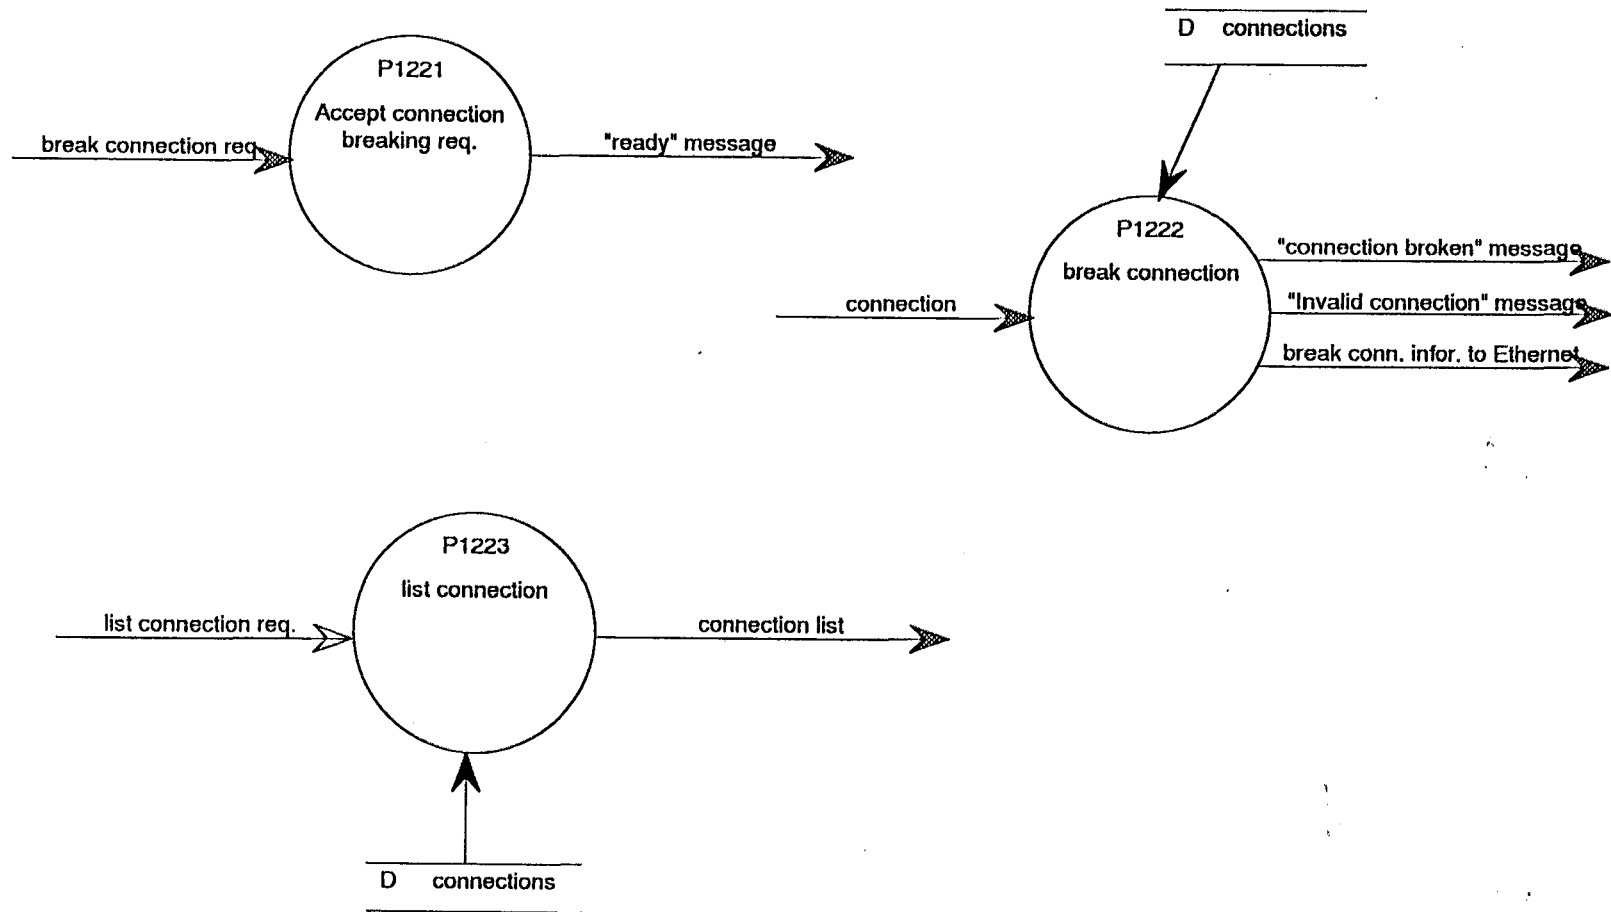 D connections
P1221
Accept connection
breaking req.
break connection req
"ready" message
P1222
break connection
"connection broken" message
connection
"Invalid connection" message
break conn. infor. to Ethernet
P1223
list connection
list connection req.
connection list
D connections